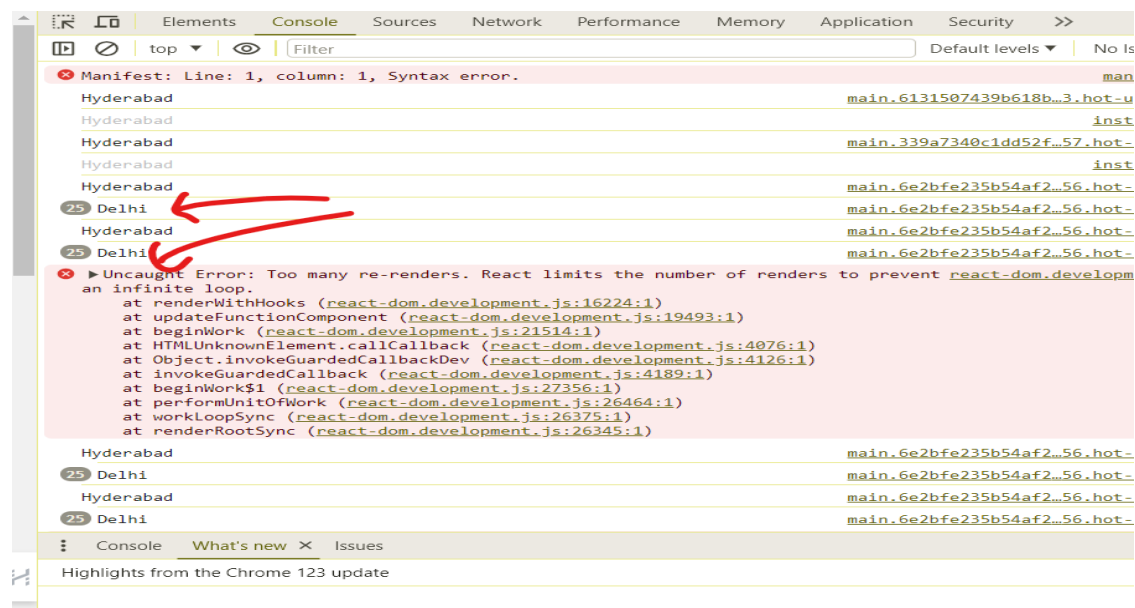 Elements Console Sources Network Performance Memory Application Security >>
top ▼ Filter Default levels ▼ No Is
Manifest: Line: 1, column: 1, Syntax error. man
Hyderabad main.6131507439b618b…3.hot-u
Hyderabad inst
Hyderabad main.339a7340c1dd52f…57.hot-
Hyderabad inst
Hyderabad main.6e2bfe235b54af2…56.hot-
25 Delhi main.6e2bfe235b54af2…56.hot-
Hyderabad main.6e2bfe235b54af2…56.hot-
25 Delhi main.6e2bfe235b54af2…56.hot-
▶Uncaught Error: Too many re-renders. React limits the number of renders to prevent react-dom.developm
an infinite loop.
at renderWithHooks (react-dom.development.js:16224:1)
at updateFunctionComponent (react-dom.development.js:19493:1)
at beginWork (react-dom.development.js:21514:1)
at HTMLUnknownElement.callCallback (react-dom.development.js:4076:1)
at Object.invokeGuardedCallbackDev (react-dom.development.js:4126:1)
at invokeGuardedCallback (react-dom.development.js:4189:1)
at beginWork$1 (react-dom.development.js:27356:1)
at performUnitOfWork (react-dom.development.js:26464:1)
at workLoopSync (react-dom.development.js:26375:1)
at renderRootSync (react-dom.development.js:26345:1)
Hyderabad main.6e2bfe235b54af2…56.hot-
25 Delhi main.6e2bfe235b54af2…56.hot-
Hyderabad main.6e2bfe235b54af2…56.hot-
25 Delhi main.6e2bfe235b54af2…56.hot-
Console What's new × Issues
Highlights from the Chrome 123 update